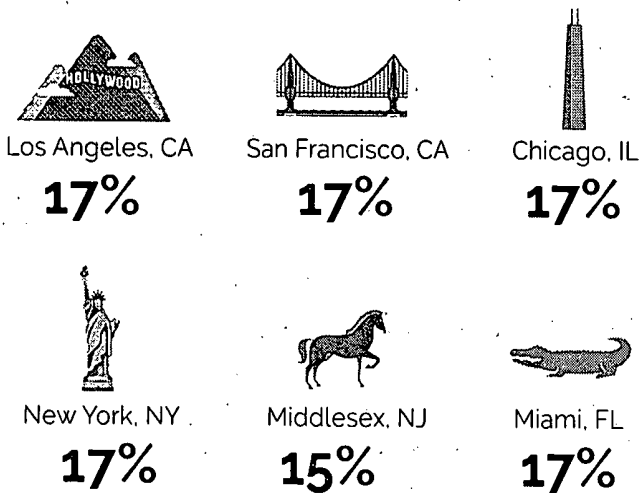 HOLLYWOOD
Los Angeles, CA
San Francisco, CA
Chicago, IL
17%
17%
17%
New York, NY
Middlesex, NJ
Miami, FL
17%
15%
17%